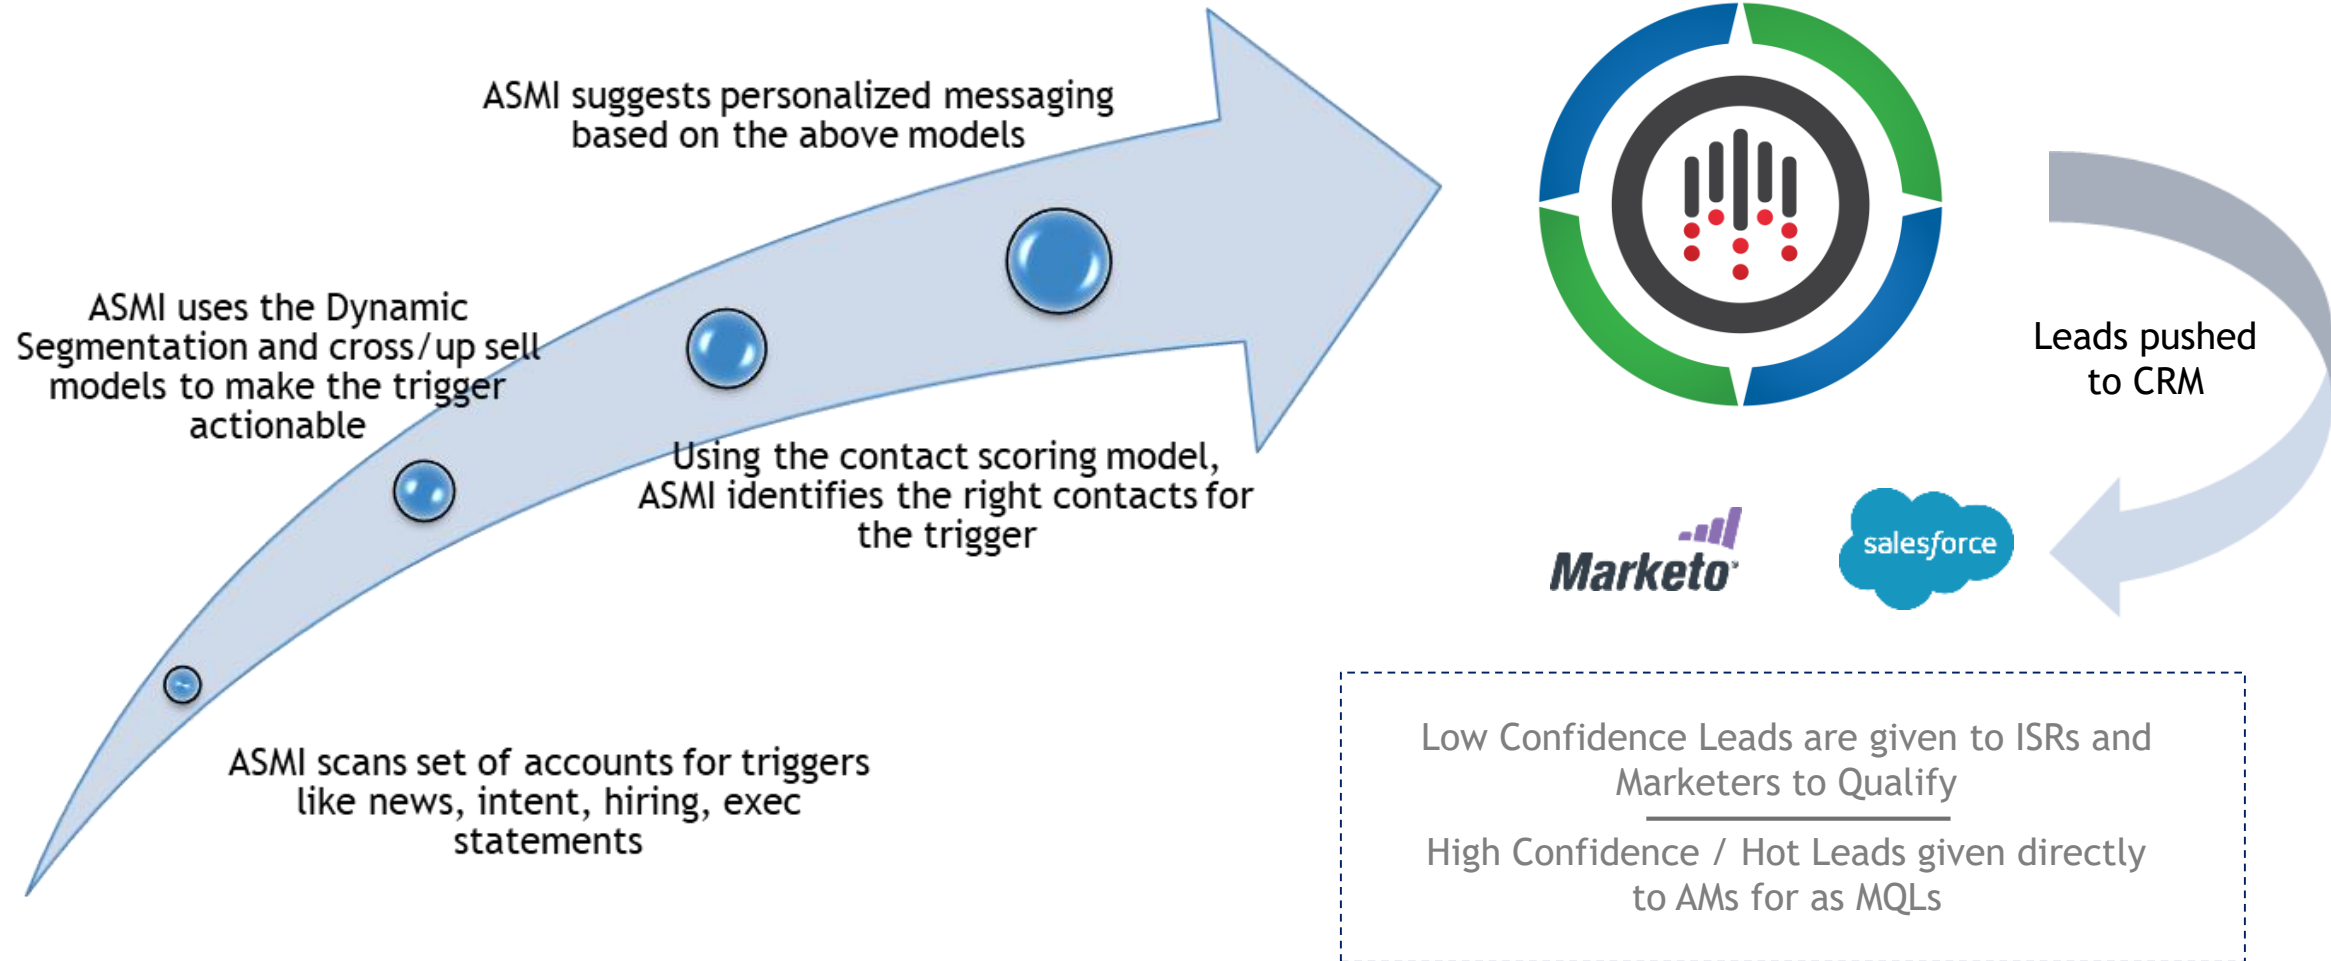 ASMI suggests personalized messaging
based on the above models
ASMI uses the Dynamic
Segmentation and cross/up sell
models to make the trigger
actionable
Using the contact scoring model,
ASMI identifies the right contacts for
the trigger
ASMI scans set of accounts for triggers
like news, intent, hiring, exec
statements
Leads pushed
to CRM
Marketo
salesforce
Low Confidence Leads are given to ISRs and
Marketers to Qualify
High Confidence / Hot Leads given directly
to AMs for as MQLs